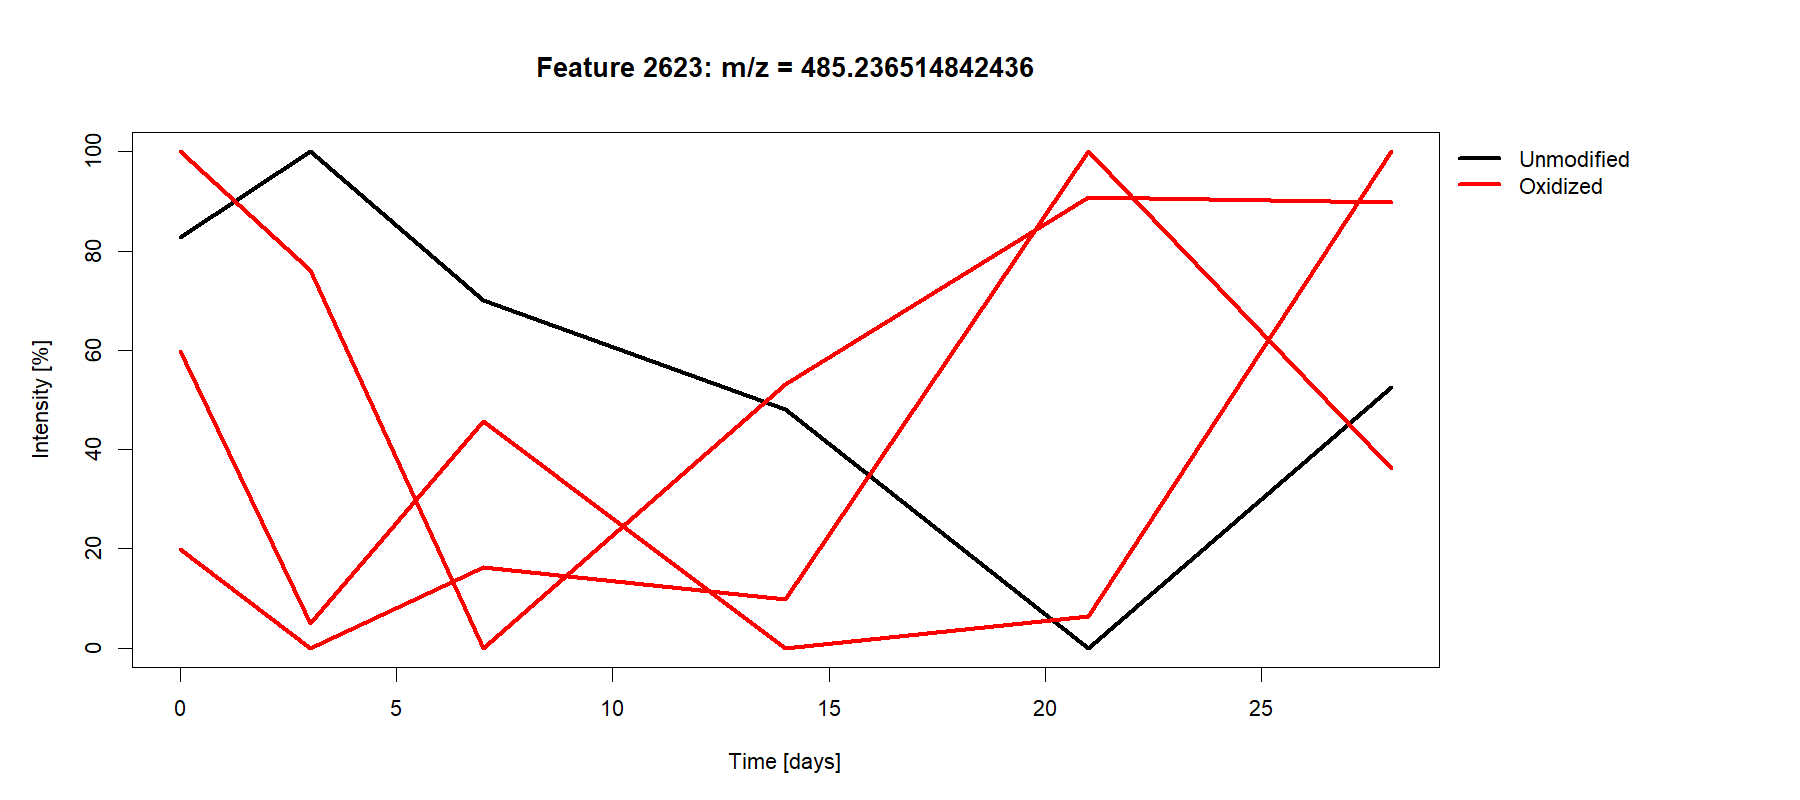 Feature 2623: m/z = 485.236514842436
Unmodified
Oxidized
Intensity [%]
100
80
60
40
20
0
0 5 10 15 20 25
Time [days]